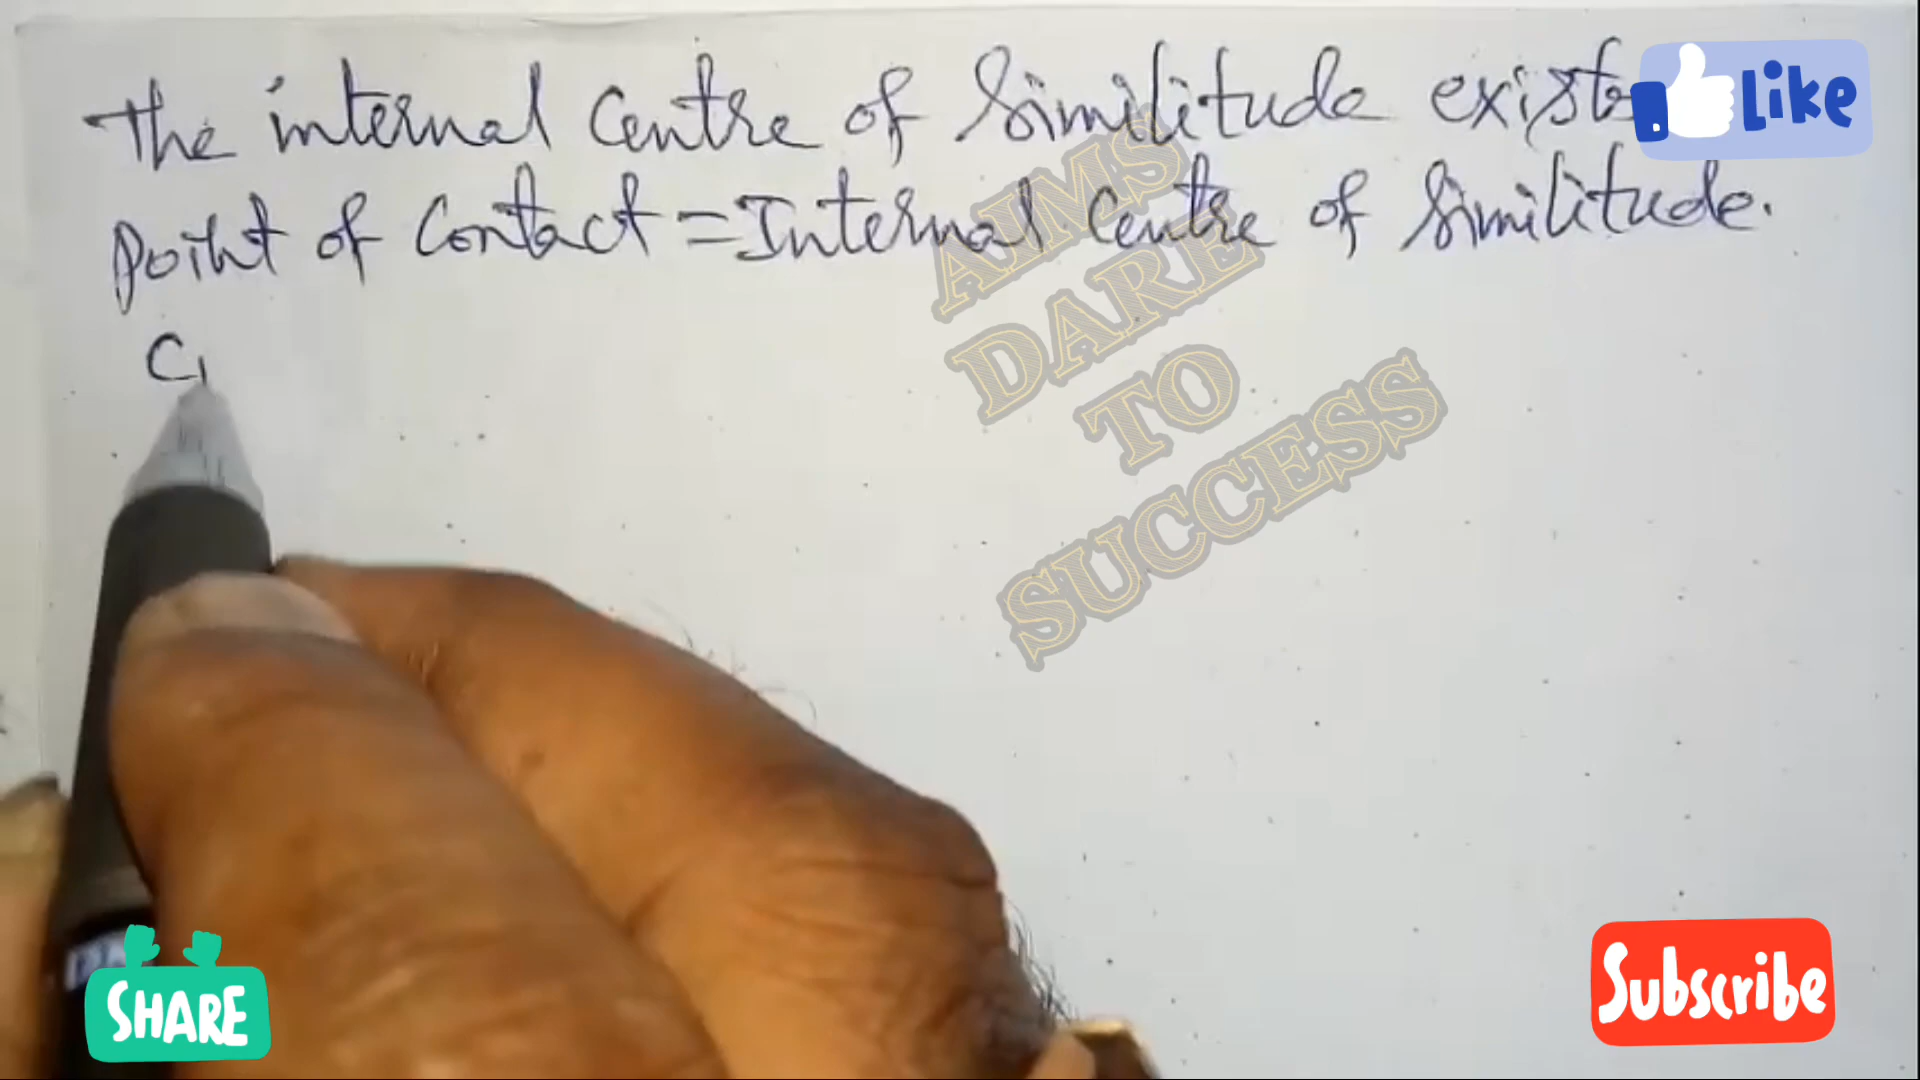 The internal Centre of Similitude exists
Like
point of Contact = Internal Centre of Similitude.
C1
AIMS
DARE
TO
SUCCESS
SHARE
Subscribe